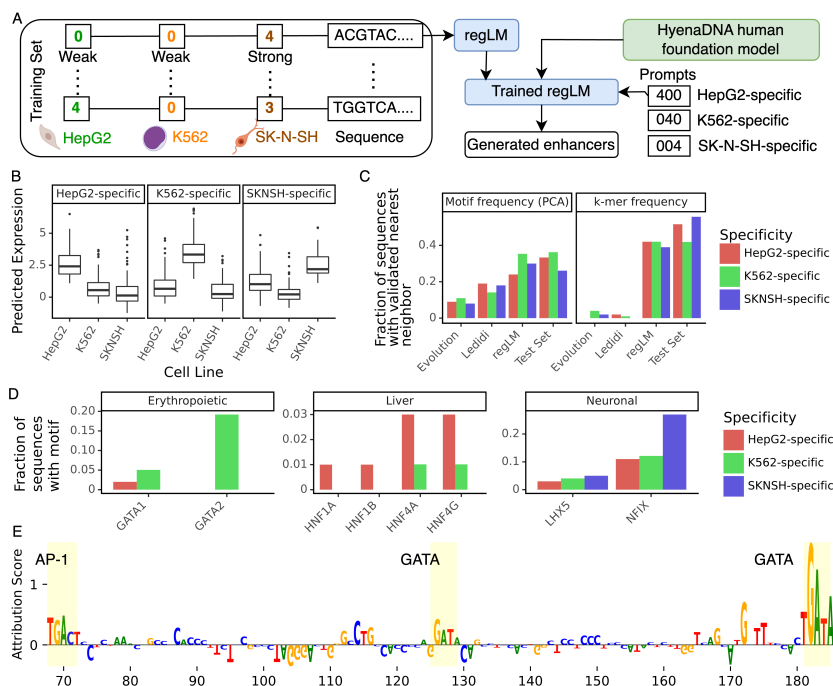 A
Training Set
0
0
4
ACGTAC....
Weak
Weak
Strong
4
0
3
TGGTCA....
HepG2
K562
SK-N-SH
Sequence
regLM
HyenaDNA human
foundation model
Trained regLM
Generated enhancers
Prompts
400 HepG2-specific
040 K562-specific
004 SK-N-SH-specific
B
HepG2-specific
K562-specific
SKNSH-specific
Predicted Expression
5
2.5
0
HepG2
K562
SKNSH
HepG2
K562
SKNSH
HepG2
K562
SKNSH
Cell Line
C
Fraction of sequences
with validated nearest
neighbor
Motif frequency (PCA)
k-mer frequency
0.4
0.2
0
Evolution
Ledidi
regLM
Test Set
Evolution
Ledidi
regLM
Test Set
Specificity
HepG2-specific
K562-specific
SKNSH-specific
D
Fraction of
sequences
with motif
Erythropoietic
0.20
0.15
0.10
0.05
0
GATA1
GATA2
Liver
0.03
0.02
0.01
0
HNF1A
HNF1B
HNF4A
HNF4G
Neuronal
0.2
0.1
0
LHX5
NFIX
Specificity
HepG2-specific
K562-specific
SKNSH-specific
E
Attribution Score
AP-1
GATA
GATA
1
0
70
80
90
100
110
120
130
140
150
160
170
180